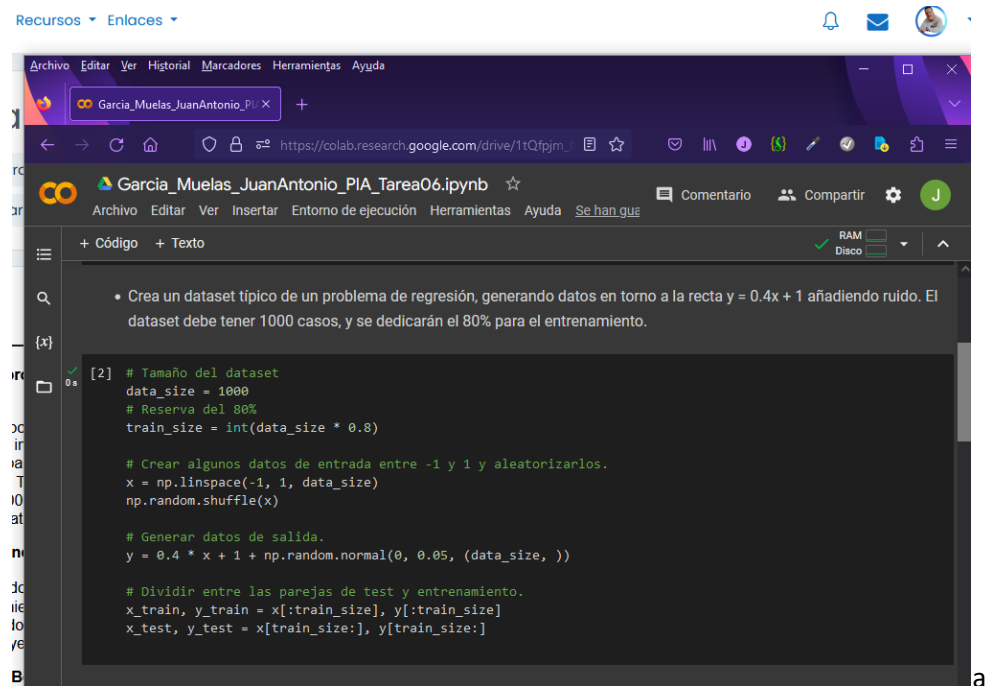 Recursos Enlaces
Archivo Editar Ver Historial Marcadores Herramientas Ayuda
Garcia_Muelas_JuanAntonio_PI
https://colab.research.google.com/drive/1tQfpjm_
Garcia_Muelas_JuanAntonio_PIA_Tarea06.ipynb
Comentario Compartir J
Archivo Editar Ver Insertar Entorno de ejecución Herramientas Ayuda Se han gua
+ Código + Texto
RAM
Disco
• Crea un dataset típico de un problema de regresión, generando datos en torno a la recta y = 0.4x + 1 añadiendo ruido. El
dataset debe tener 1000 casos, y se dedicarán el 80% para el entrenamiento.
{x}
0 s
[2] # Tamaño del dataset
data_size = 1000
# Reserva del 80%
train_size = int(data_size * 0.8)
# Crear algunos datos de entrada entre -1 y 1 y aleatorizarlos.
x = np.linspace(-1, 1, data_size)
np.random.shuffle(x)
# Generar datos de salida.
y = 0.4 * x + 1 + np.random.normal(0, 0.05, (data_size, ))
# Dividir entre las parejas de test y entrenamiento.
x_train, y_train = x[:train_size], y[:train_size]
x_test, y_test = x[train_size:], y[train_size:]
a